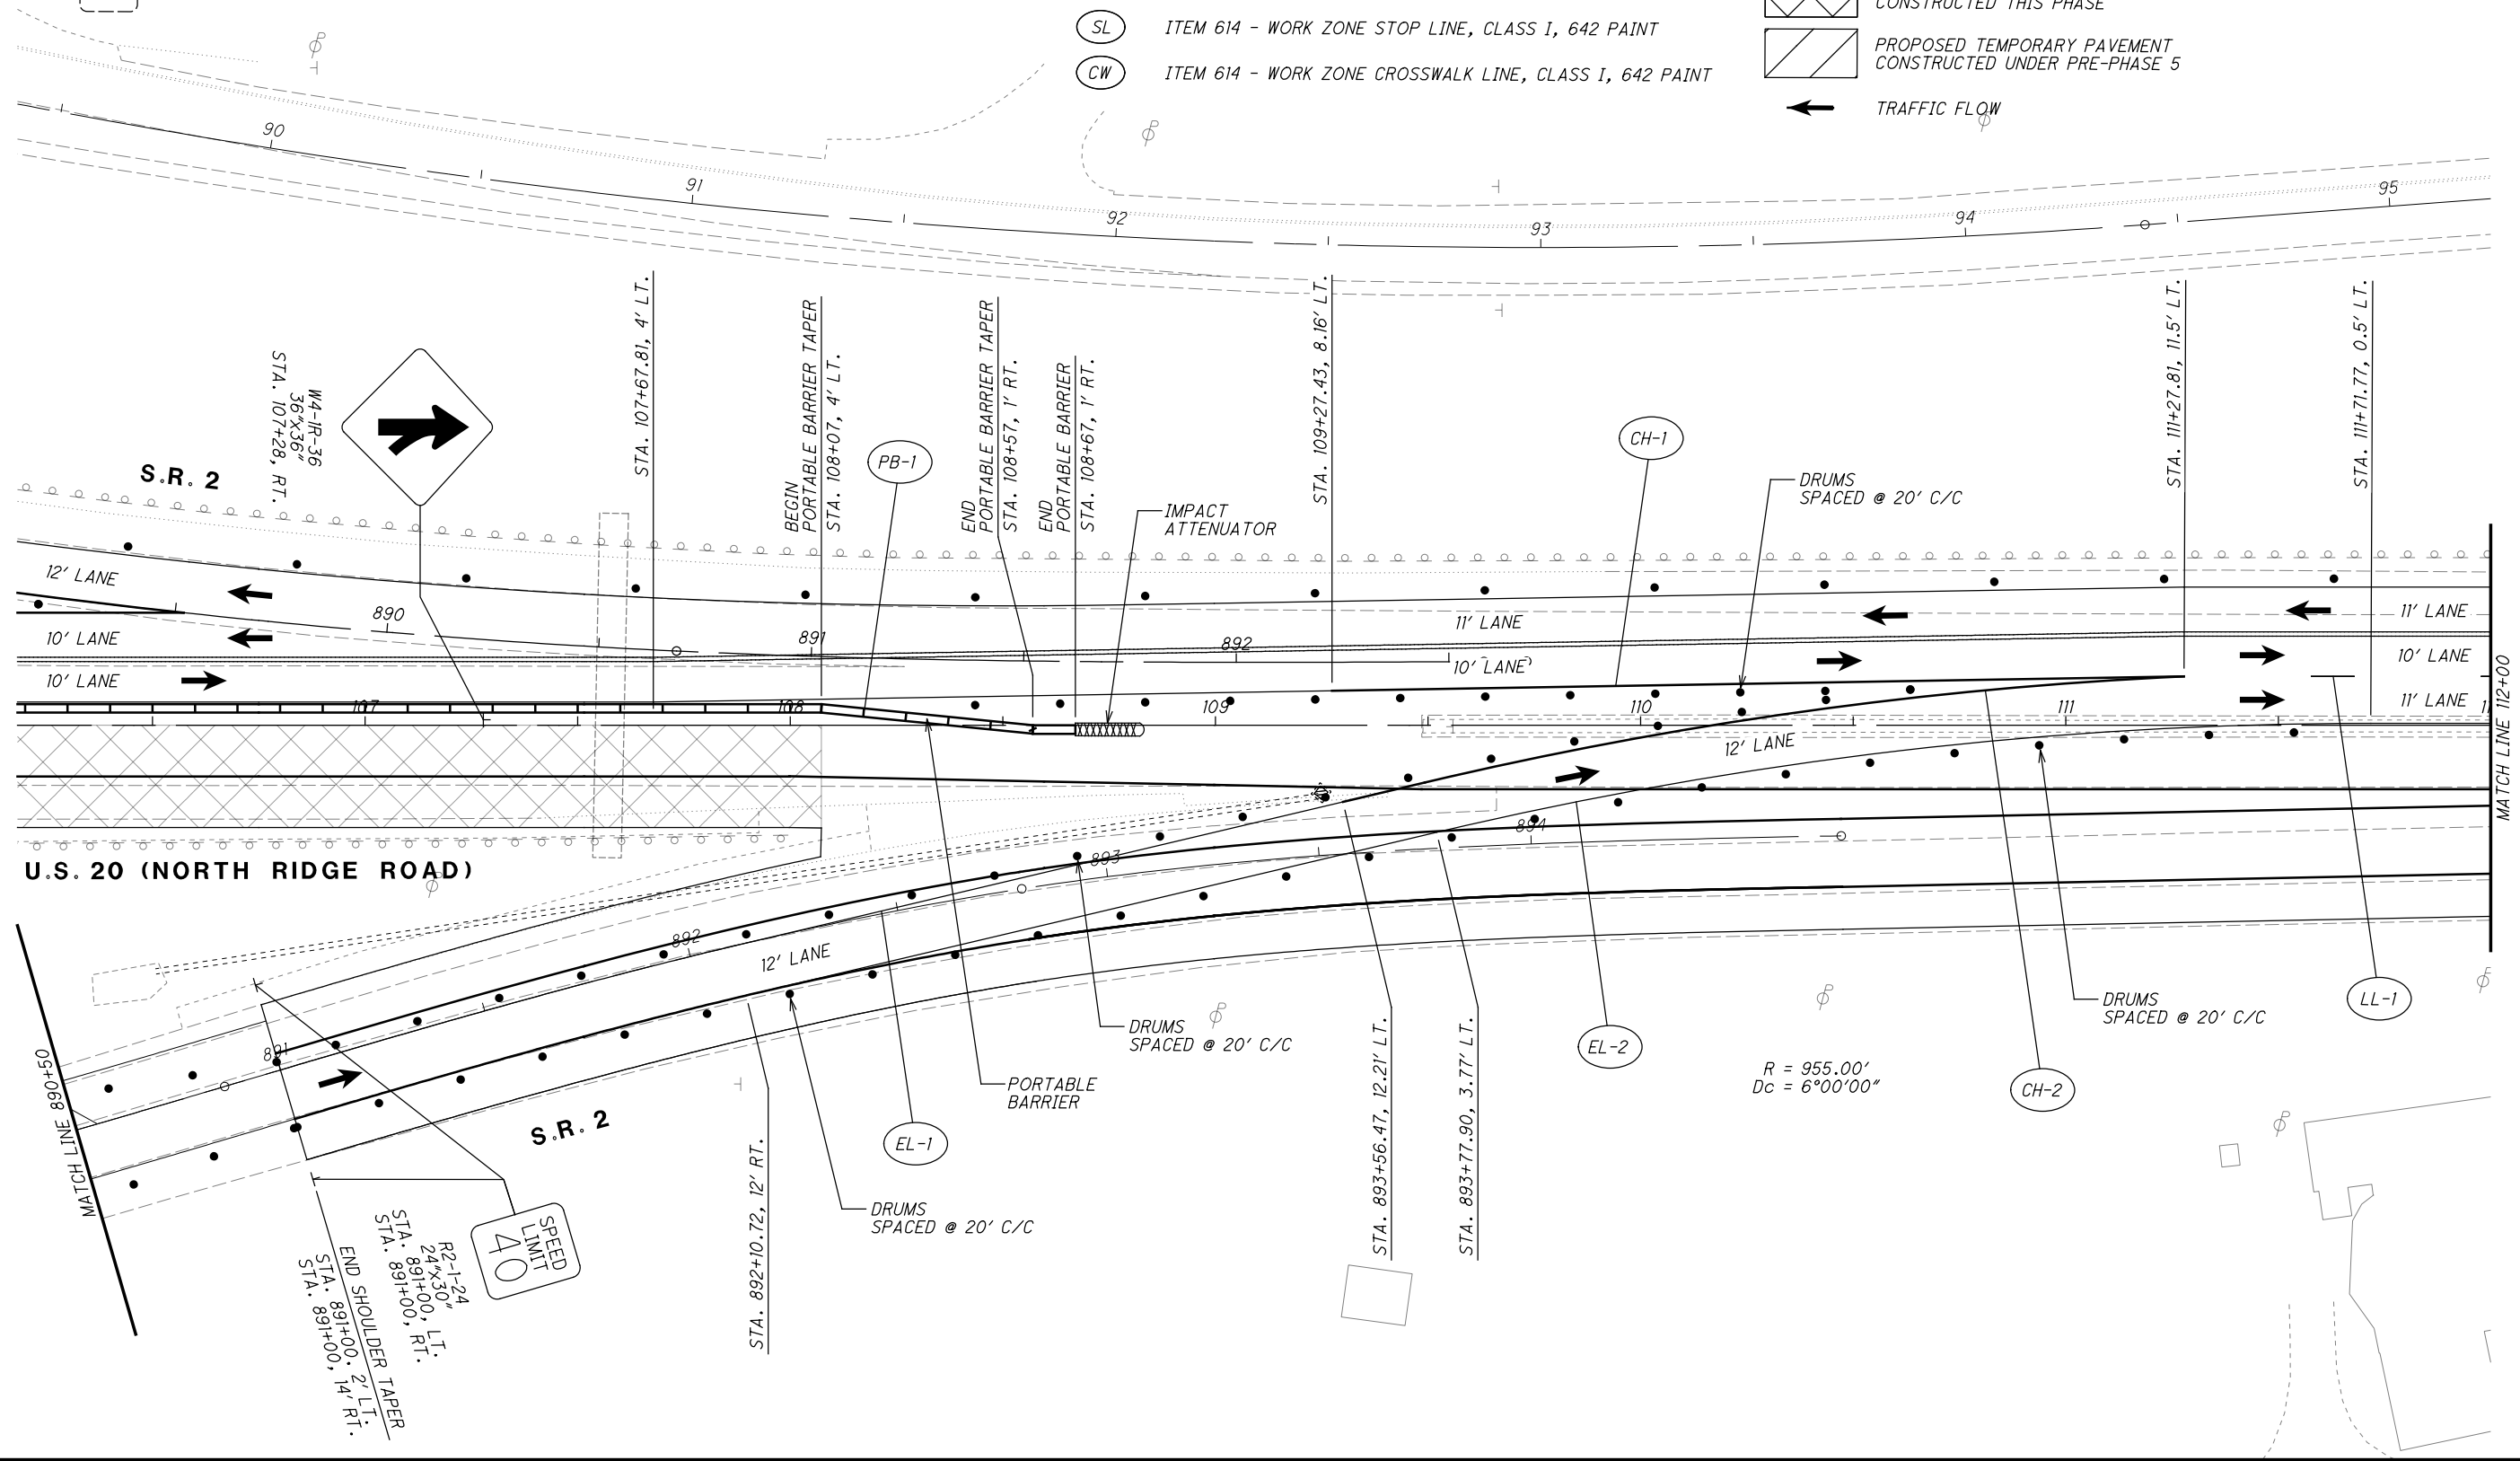 CONSTRUCTED THIS PHASE
SL ITEM 614 - WORK ZONE STOP LINE, CLASS I, 642 PAINT
PROPOSED TEMPORARY PAVEMENT
CONSTRUCTED UNDER PRE-PHASE 5
CW ITEM 614 - WORK ZONE CROSSWALK LINE, CLASS I, 642 PAINT
TRAFFIC FLOW
90
91
92
93
94
95
W4-1R-36
36"x36"
STA. 107+28, RT.
STA. 107+67.81, 4' LT.
BEGIN
PORTABLE BARRIER TAPER
STA. 108+07, 4' LT.
END
PORTABLE BARRIER TAPER
STA. 108+57, 1' RT.
END
PORTABLE BARRIER
STA. 108+67, 1' RT.
STA. 109+27.43, 8.16' LT.
STA. 111+27.81, 11.5' LT.
STA. 111+71.77, 0.5' LT.
PB-1
CH-1
DRUMS
SPACED @ 20' C/C
IMPACT
ATTENUATOR
S.R. 2
12' LANE
10' LANE
10' LANE
890
891
892
11' LANE
10' LANE
11' LANE
10' LANE
11' LANE
107
108
109
110
111
11
12' LANE
MATCH LINE 112+00
U.S. 20 (NORTH RIDGE ROAD)
891
892
893
894
12' LANE
MATCH LINE 890+50
DRUMS
SPACED @ 20' C/C
PORTABLE
BARRIER
EL-1
EL-2
R = 955.00'
Dc = 6°00'00"
CH-2
DRUMS
SPACED @ 20' C/C
LL-1
S.R. 2
DRUMS
SPACED @ 20' C/C
STA. 892+10.72, 12' RT.
STA. 893+56.47, 12.21' LT.
STA. 893+77.90, 3.77' LT.
SPEED
LIMIT
40
R2-1-24
24"x30"
STA. 891+00, LT.
STA. 891+00, RT.
END SHOULDER TAPER
STA. 891+00. 2' LT.
STA. 891+00, 14' RT.